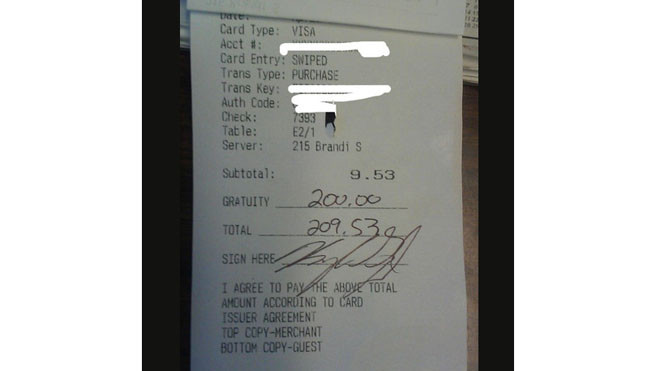 Date:
Card Type: VISA
Acct #:
Card Entry: SWIPED
Trans Type: PURCHASE
Trans Key:
Auth Code:
Check: 7393
Table: E2/1
Server: 215 Brandi S
Subtotal: 9.53
GRATUITY 200.00
TOTAL 209.53
SIGN HERE
I AGREE TO PAY THE ABOVE TOTAL
AMOUNT ACCORDING TO CARD
ISSUER AGREEMENT
TOP COPY-MERCHANT
BOTTOM COPY-GUEST